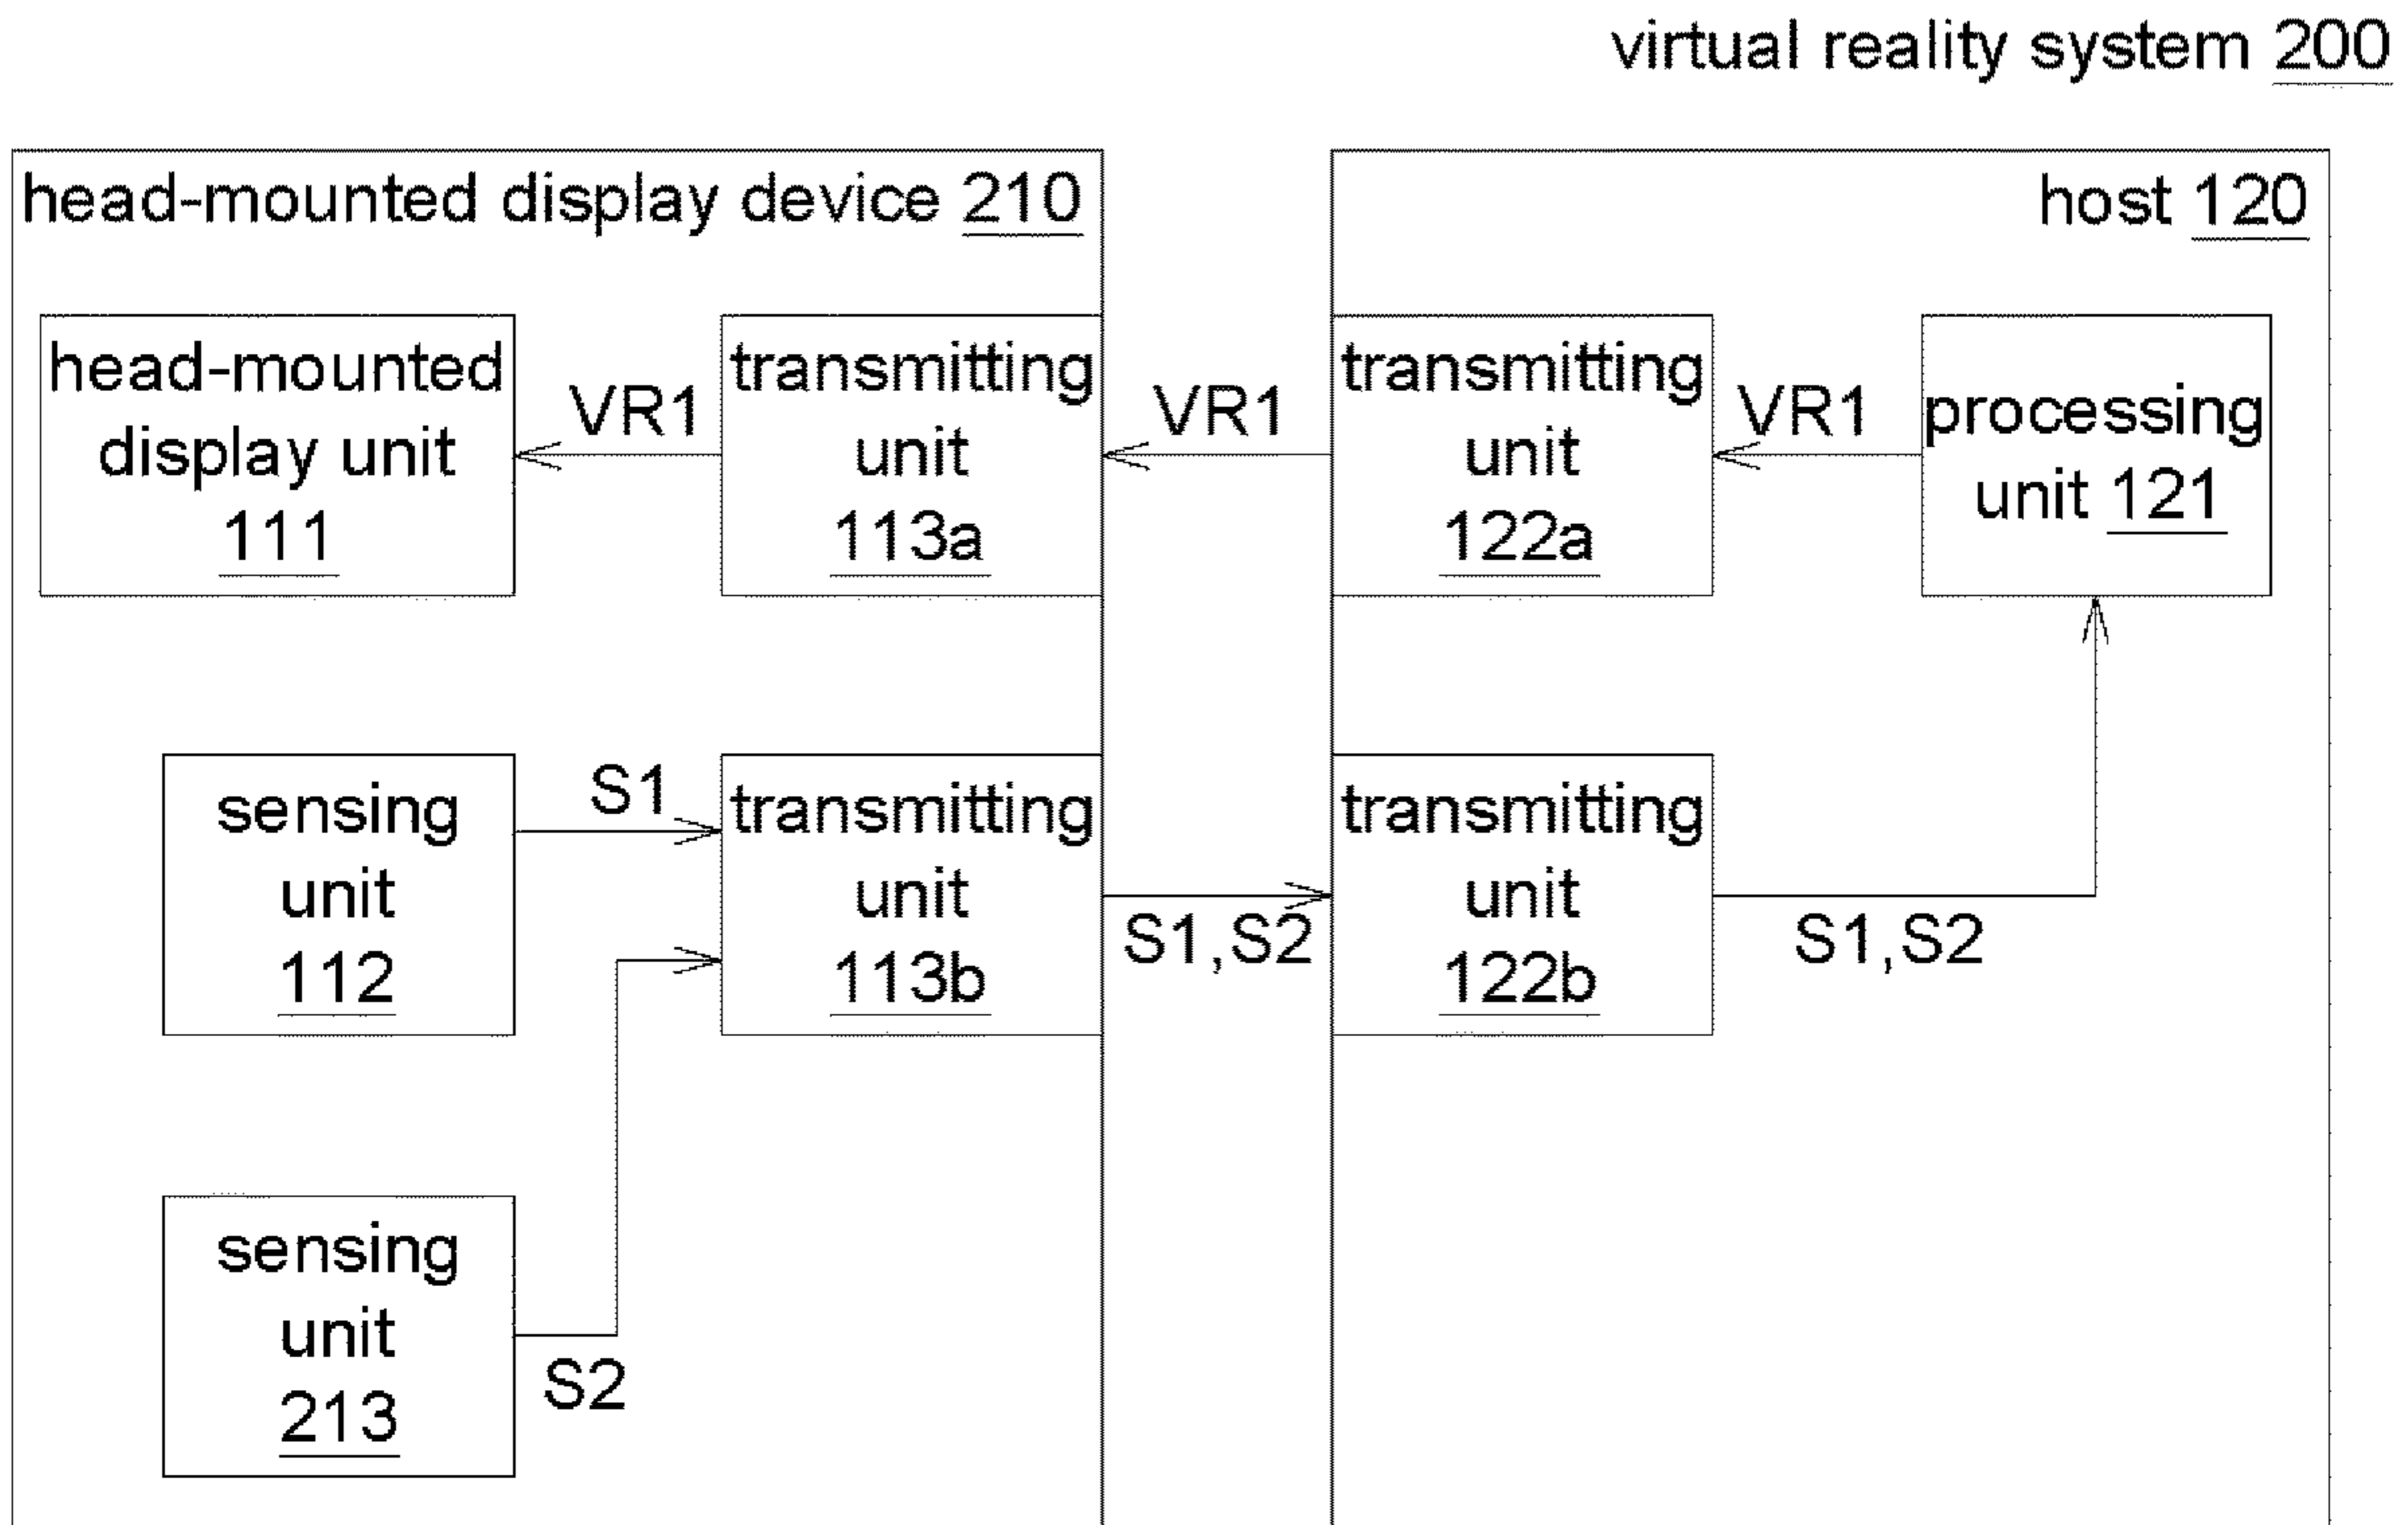 virtual reality system 200
head-mounted display device 210
host 120
head-mounted
display unit
111
VR1
transmitting
unit
113a
VR1
transmitting
unit
122a
VR1
processing
unit 121
sensing
unit
112
S1
transmitting
unit
113b
S1,S2
transmitting
unit
122b
S1,S2
sensing
unit
213
S2